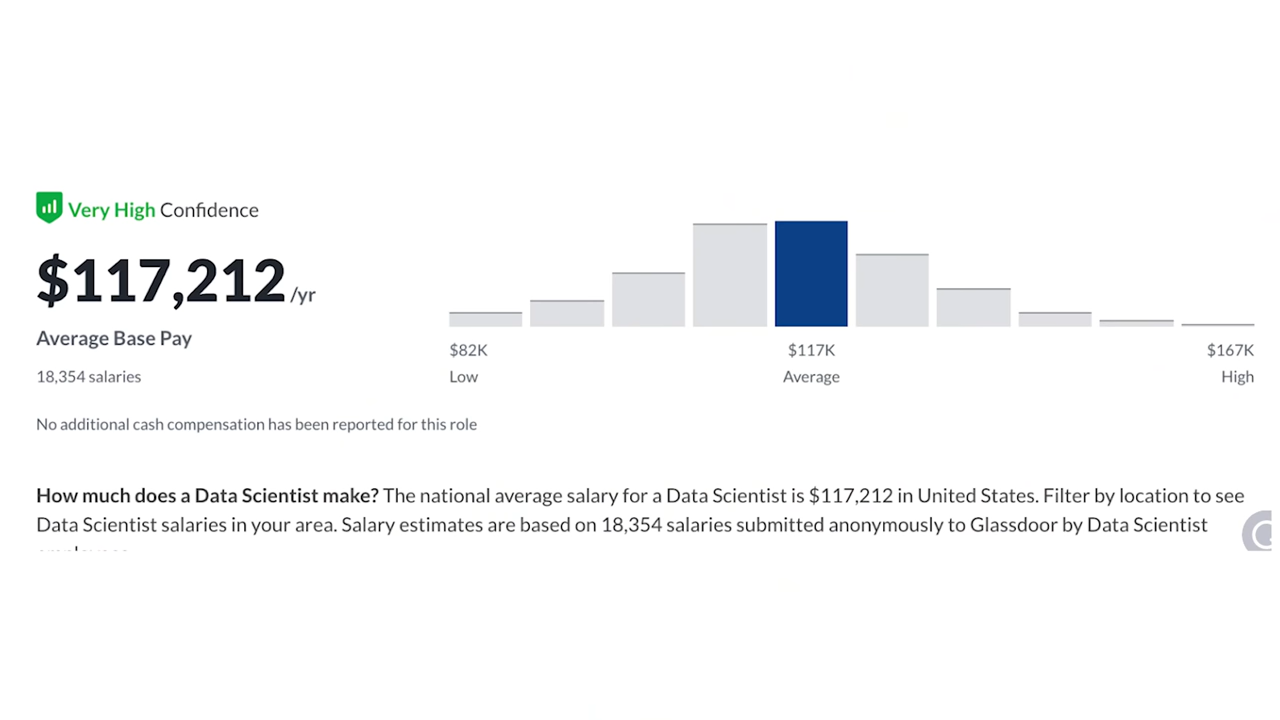 Very High Confidence
$117,212 /yr
Average Base Pay
18,354 salaries
No additional cash compensation has been reported for this role
$82K
Low
$117K
Average
$167K
High
How much does a Data Scientist make? The national average salary for a Data Scientist is $117,212 in United States. Filter by location to see
Data Scientist salaries in your area. Salary estimates are based on 18,354 salaries submitted anonymously to Glassdoor by Data Scientist